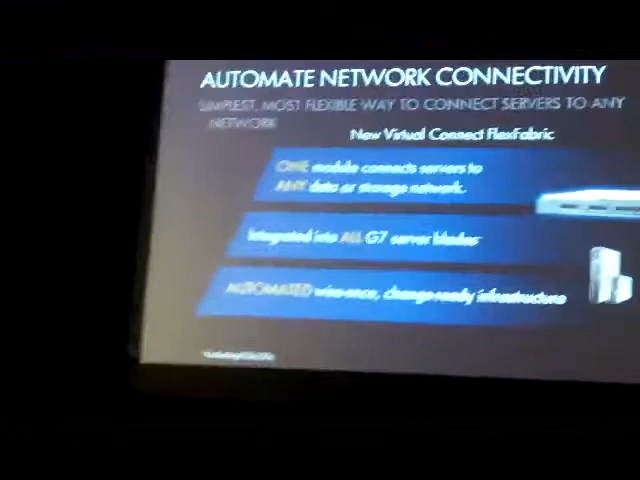 AUTOMATE NETWORK CONNECTIVITY
SIMPLEST, MOST FLEXIBLE WAY TO CONNECT SERVERS TO ANY
NETWORK
New Virtual Connect FlexFabric
ONE module connects servers to
ANY data or storage network.
Integrated into ALL G7 server blades
AUTOMATED wire-once, change-ready infrastructure